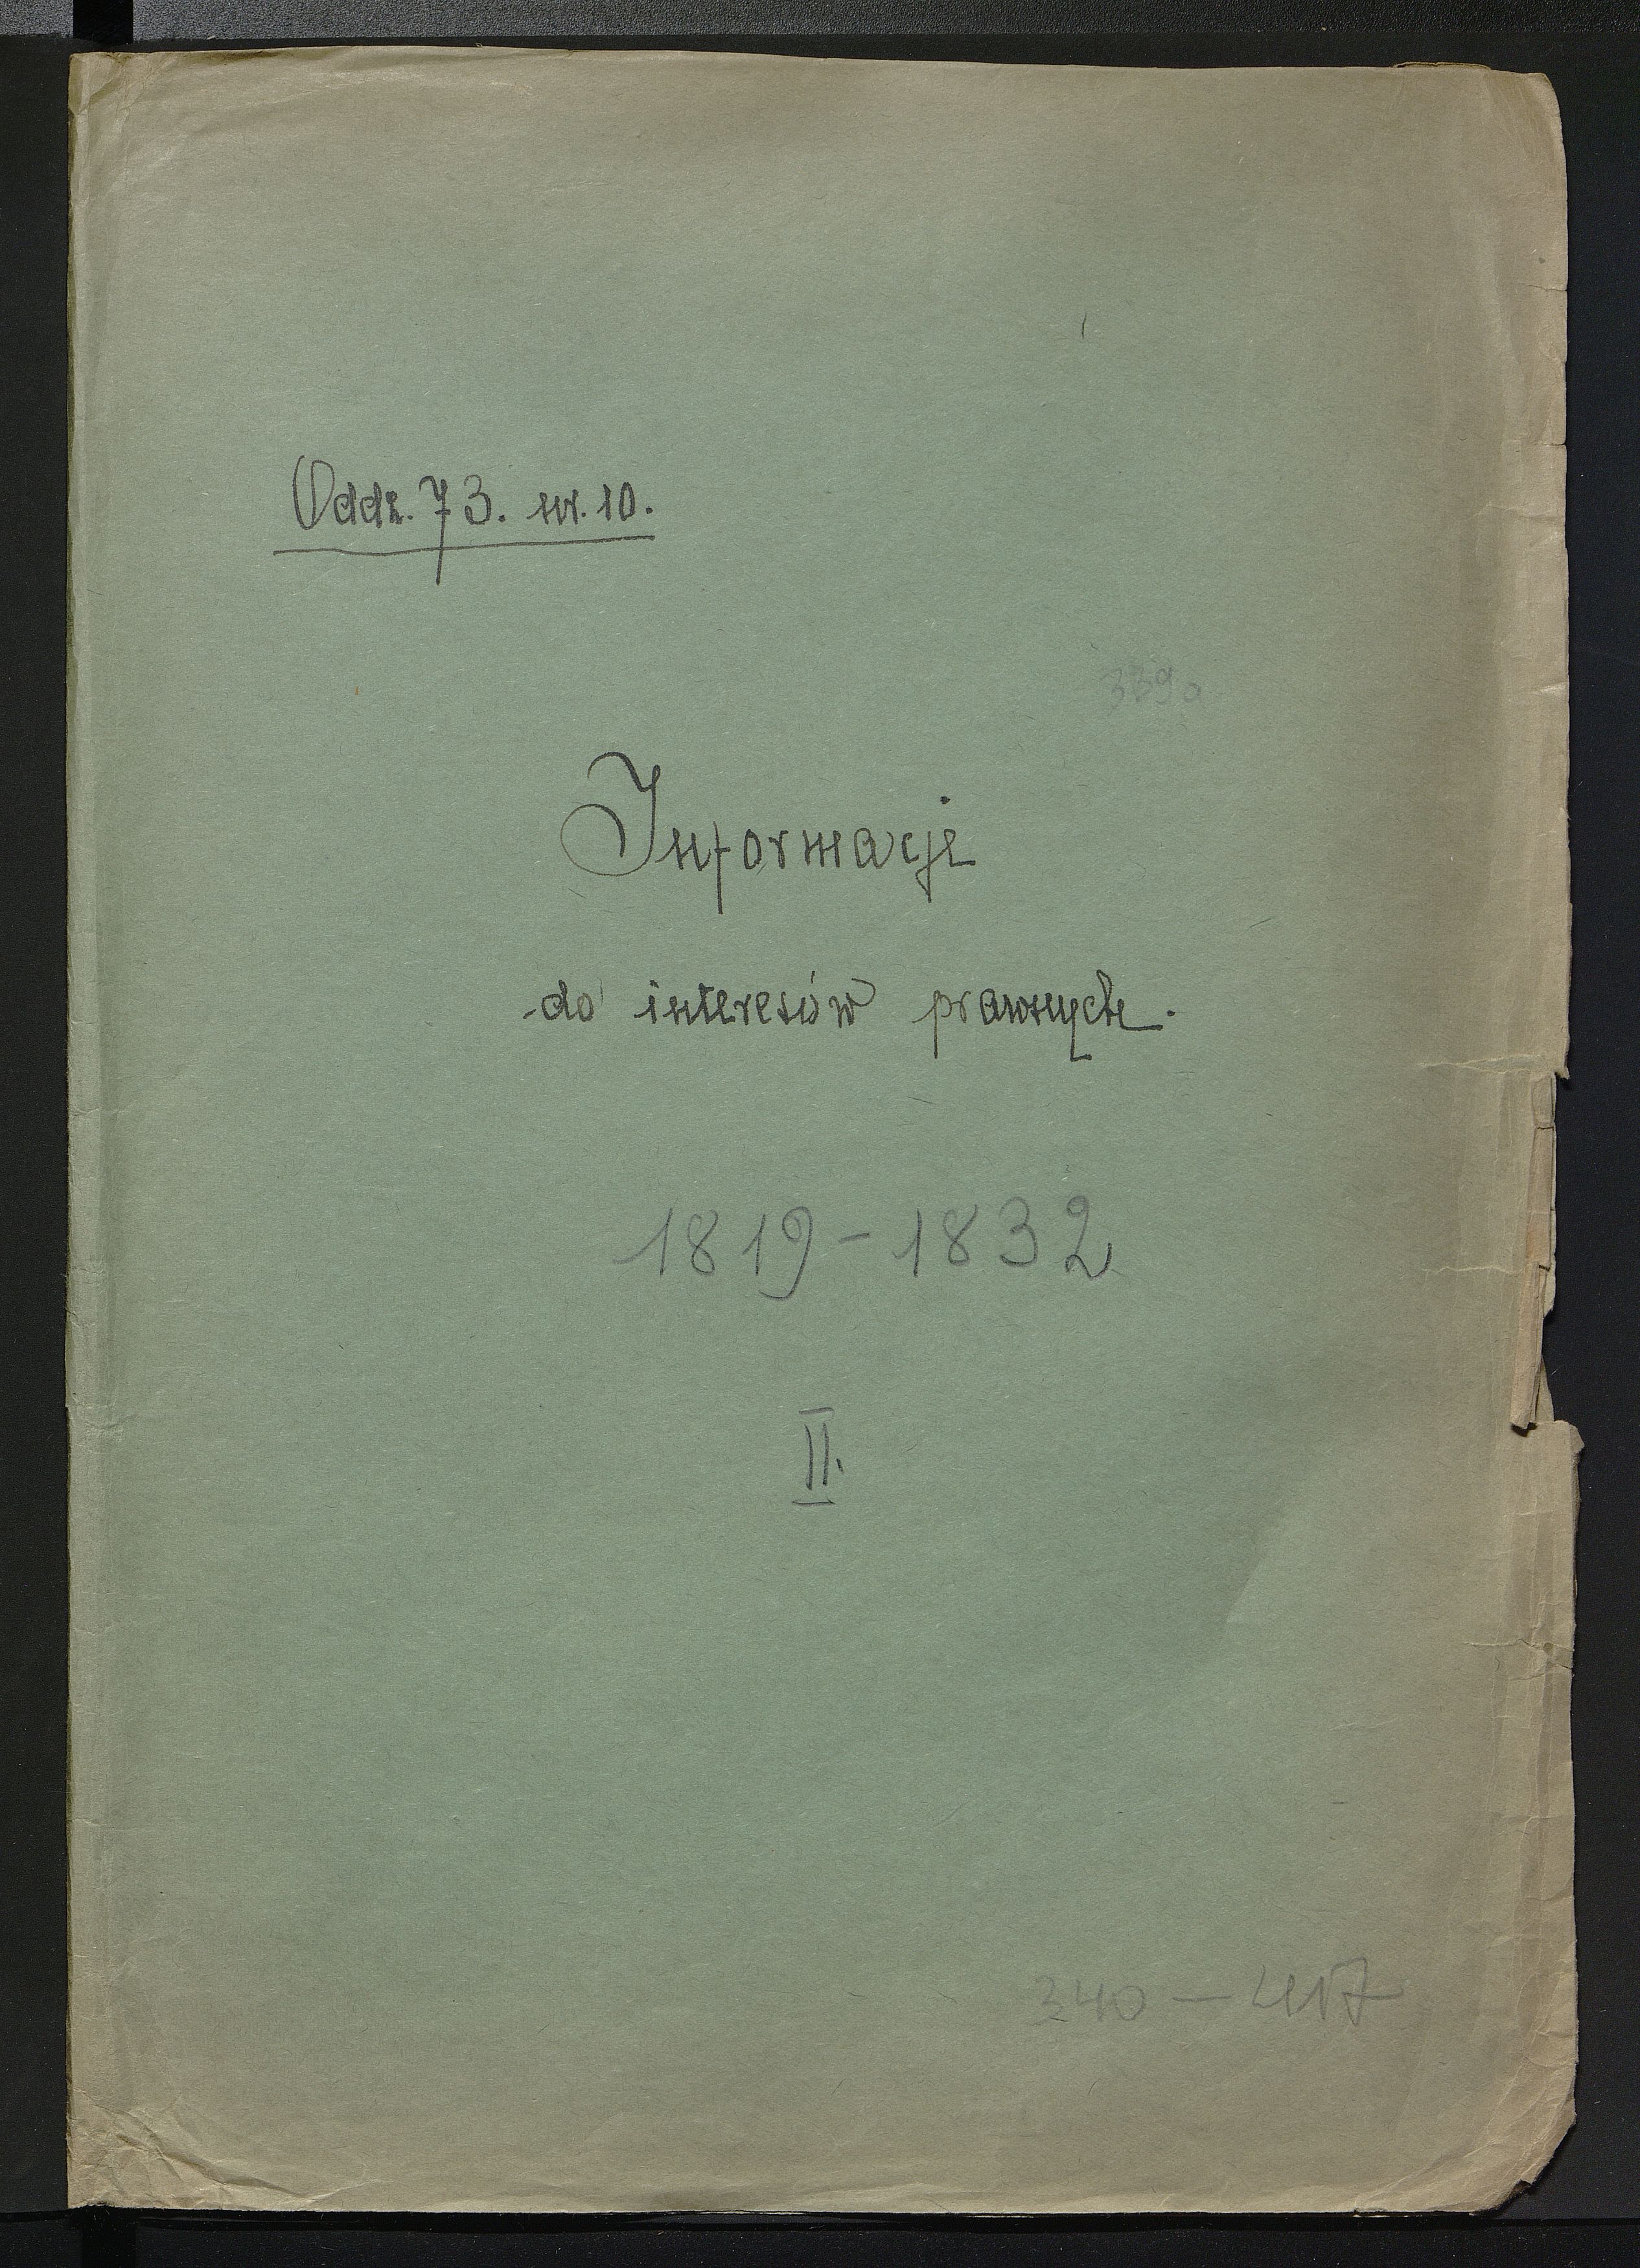 Oddz. 73. nr. 10.
339a
Informacje
do interesów prawnych.
1819-1832
II.
340 - 417